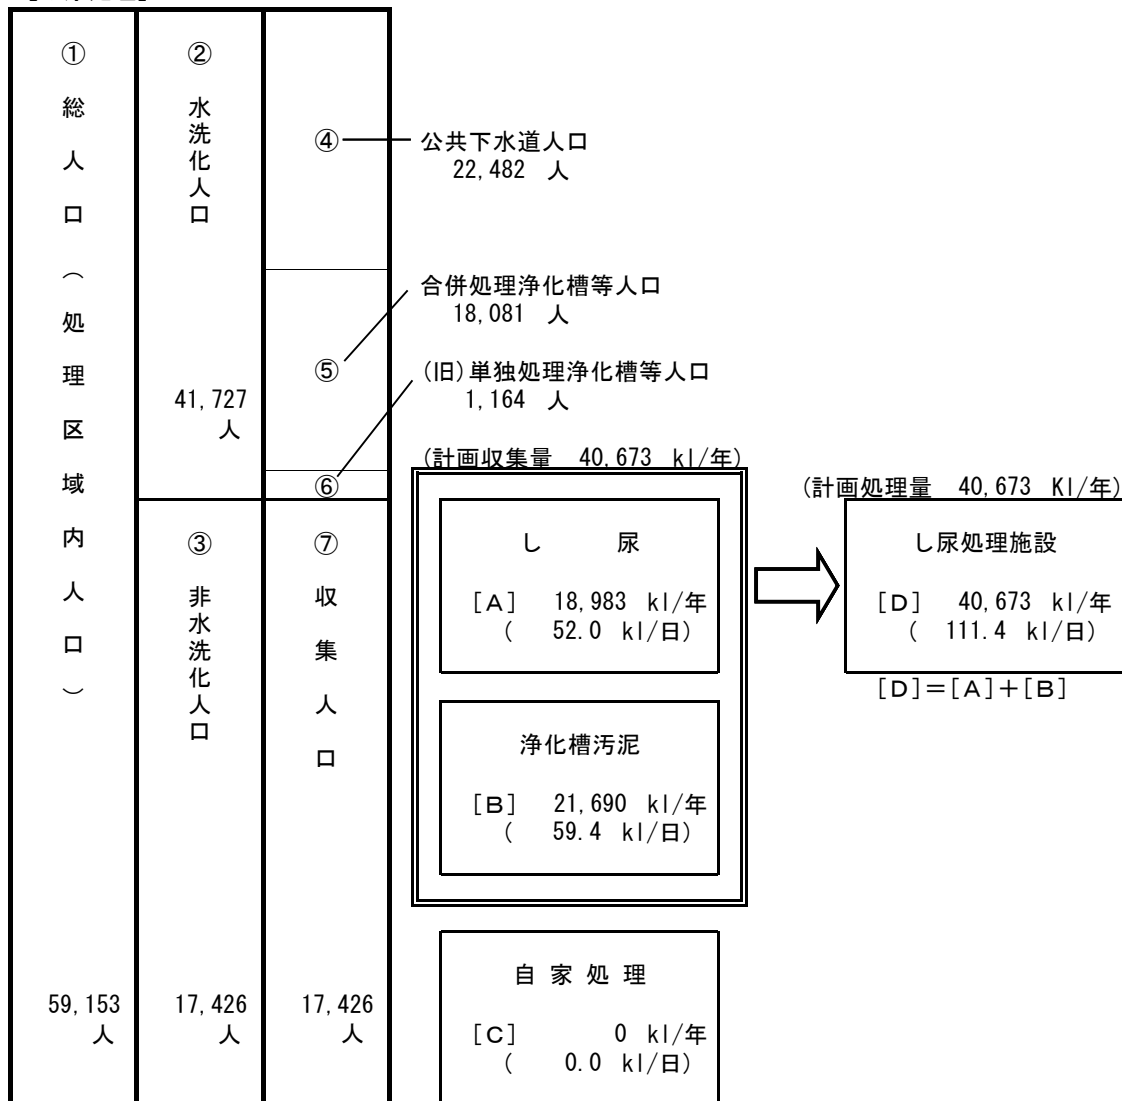 ①
総人口（処理区域内人口）
59,153
人
②
水洗化人口
41,727
人
③
非水洗化人口
17,426
人
④
公共下水道人口
22,482 人
⑤
合併処理浄化槽等人口
18,081 人
⑥
(旧)単独処理浄化槽等人口
1,164 人
⑦
収集人口
17,426
人
(計画収集量 40,673 kl/年)
し 尿
[A] 18,983 kl/年
( 52.0 kl/日)
浄化槽汚泥
[B] 21,690 kl/年
( 59.4 kl/日)
自 家 処 理
[C] 0 kl/年
( 0.0 kl/日)
(計画処理量 40,673 Kl/年)
し尿処理施設
[D] 40,673 kl/年
( 111.4 kl/日)
[D]=[A]+[B]